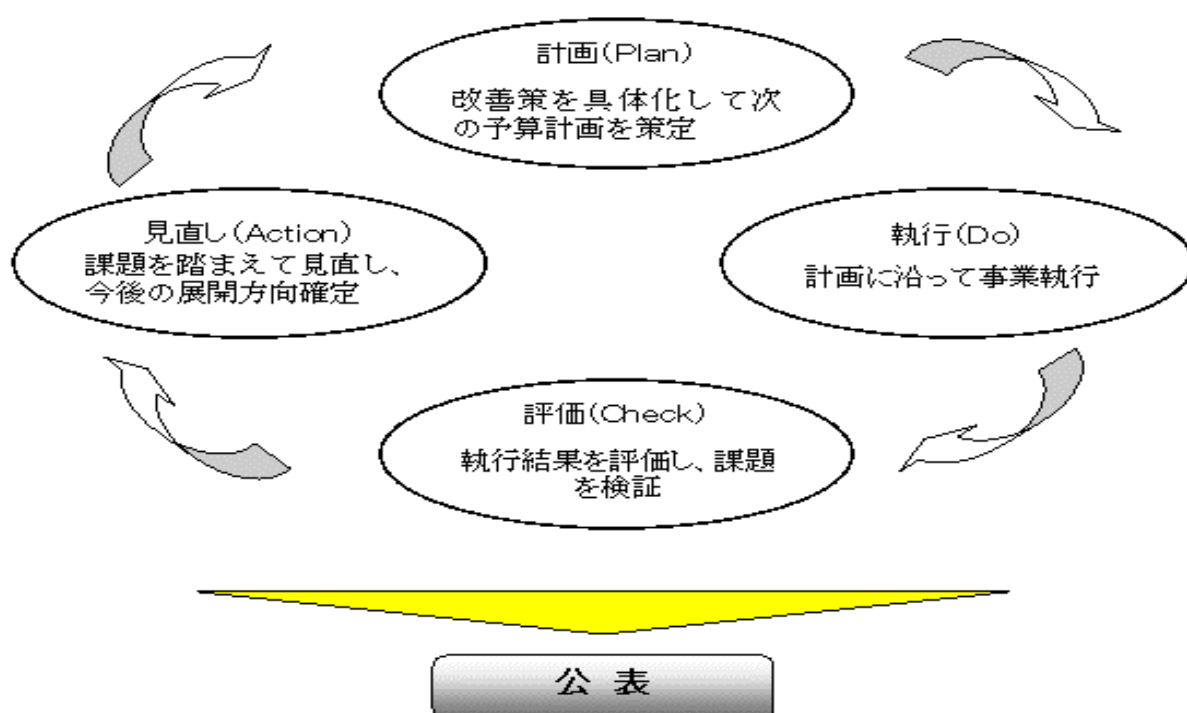 計画(Plan)
改善策を具体化して次
の予算計画を策定
見直し(Action)
課題を踏まえて見直し、
今後の展開方向確定
執行(Do)
計画に沿って事業執行
評価(Check)
執行結果を評価し、課題
を検証
公 表